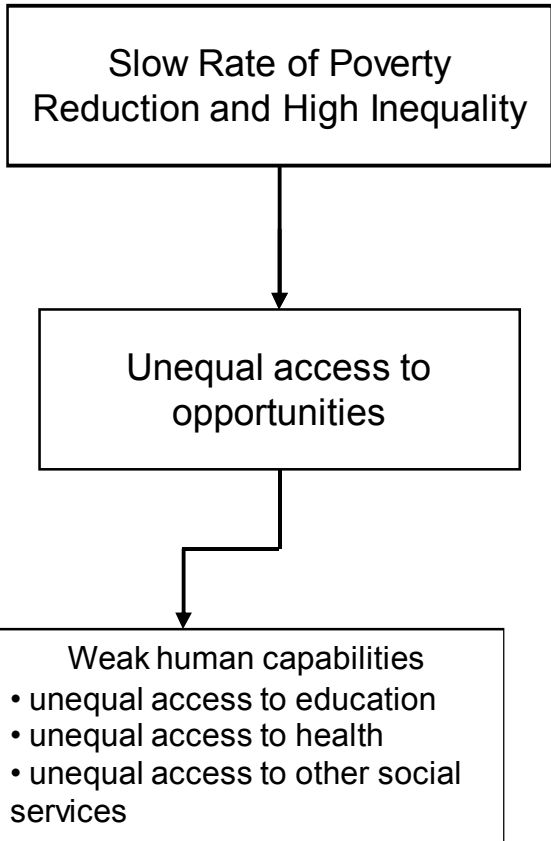 Slow Rate of Poverty
Reduction and High Inequality
Unequal access to
opportunities
Weak human capabilities
• unequal access to education
• unequal access to health
• unequal access to other social
services